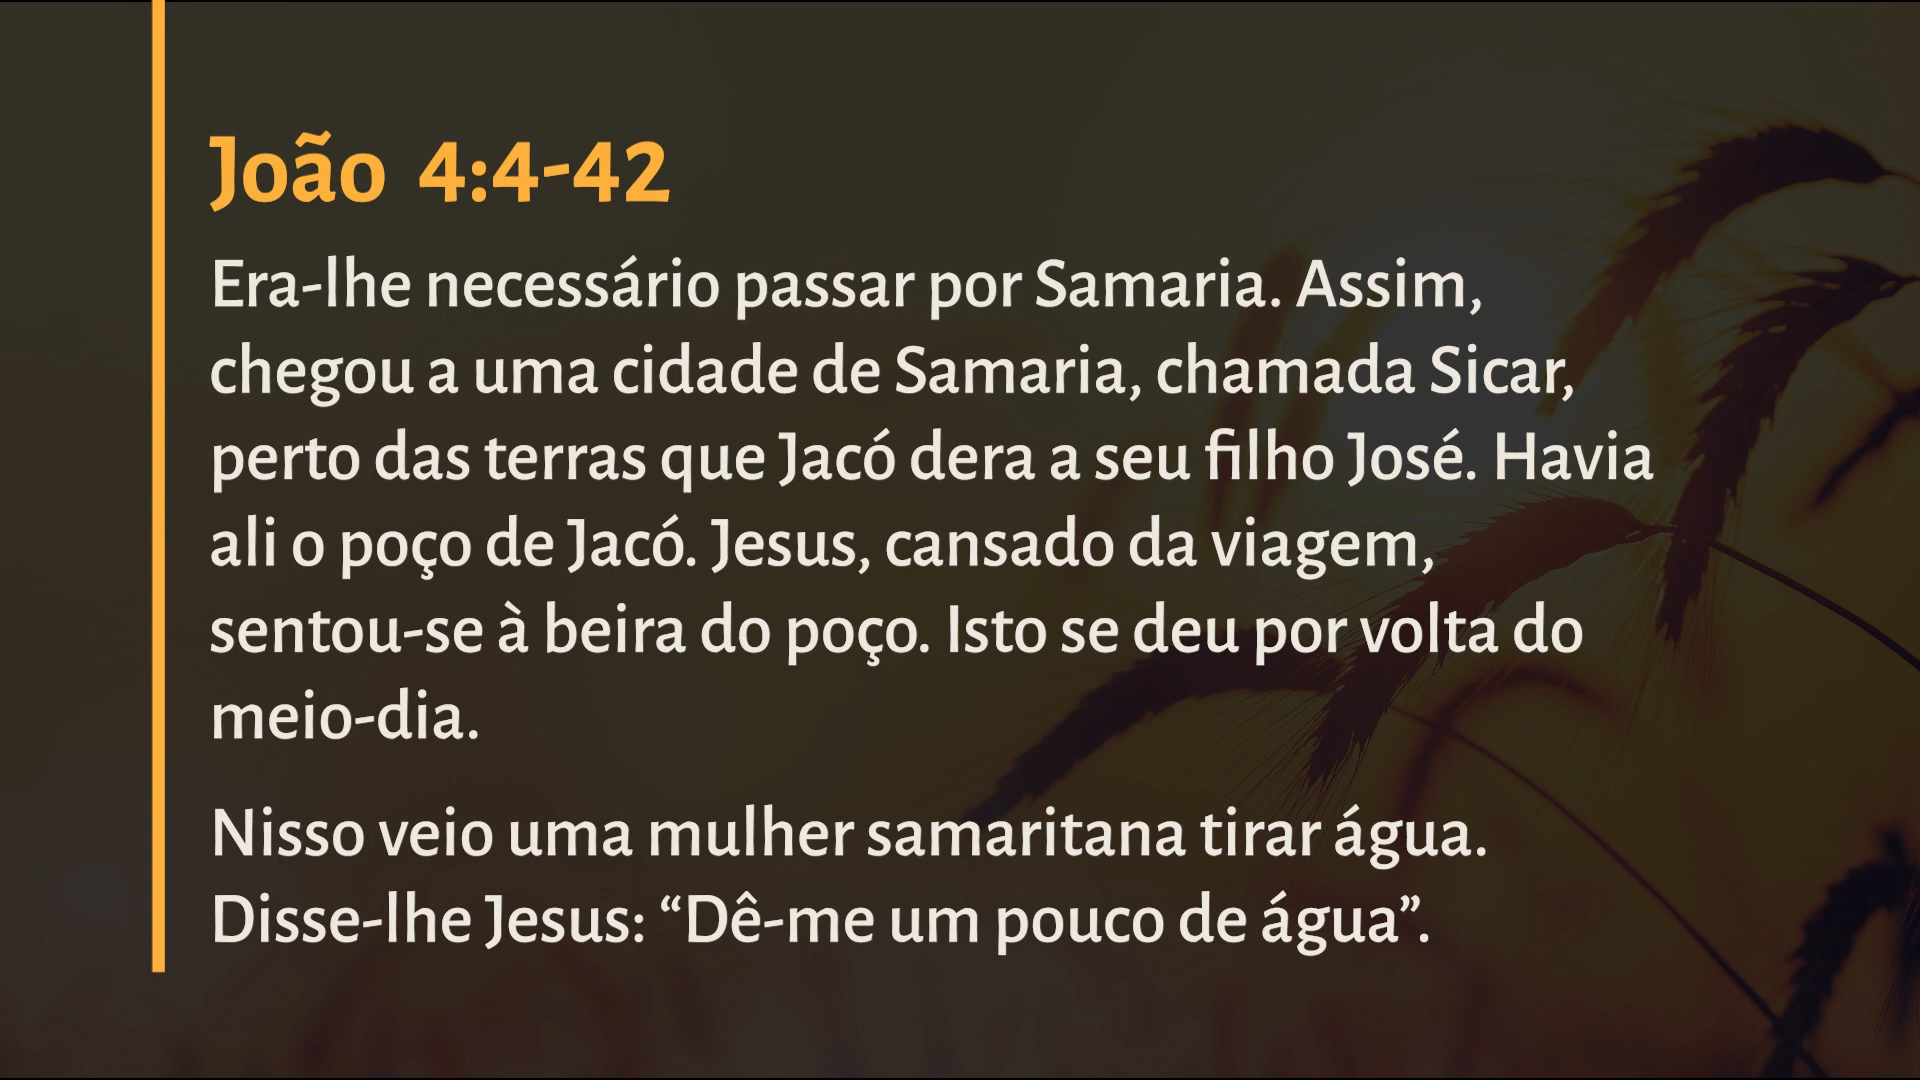 João 4:4-42
Era-lhe necessário passar por Samaria. Assim,
chegou a uma cidade de Samaria, chamada Sicar,
perto das terras que Jacó dera a seu filho José. Havia
ali o poço de Jacó. Jesus, cansado da viagem,
sentou-se à beira do poço. Isto se deu por volta do
meio-dia.
Nisso veio uma mulher samaritana tirar água.
Disse-lhe Jesus: “Dê-me um pouco de água”.